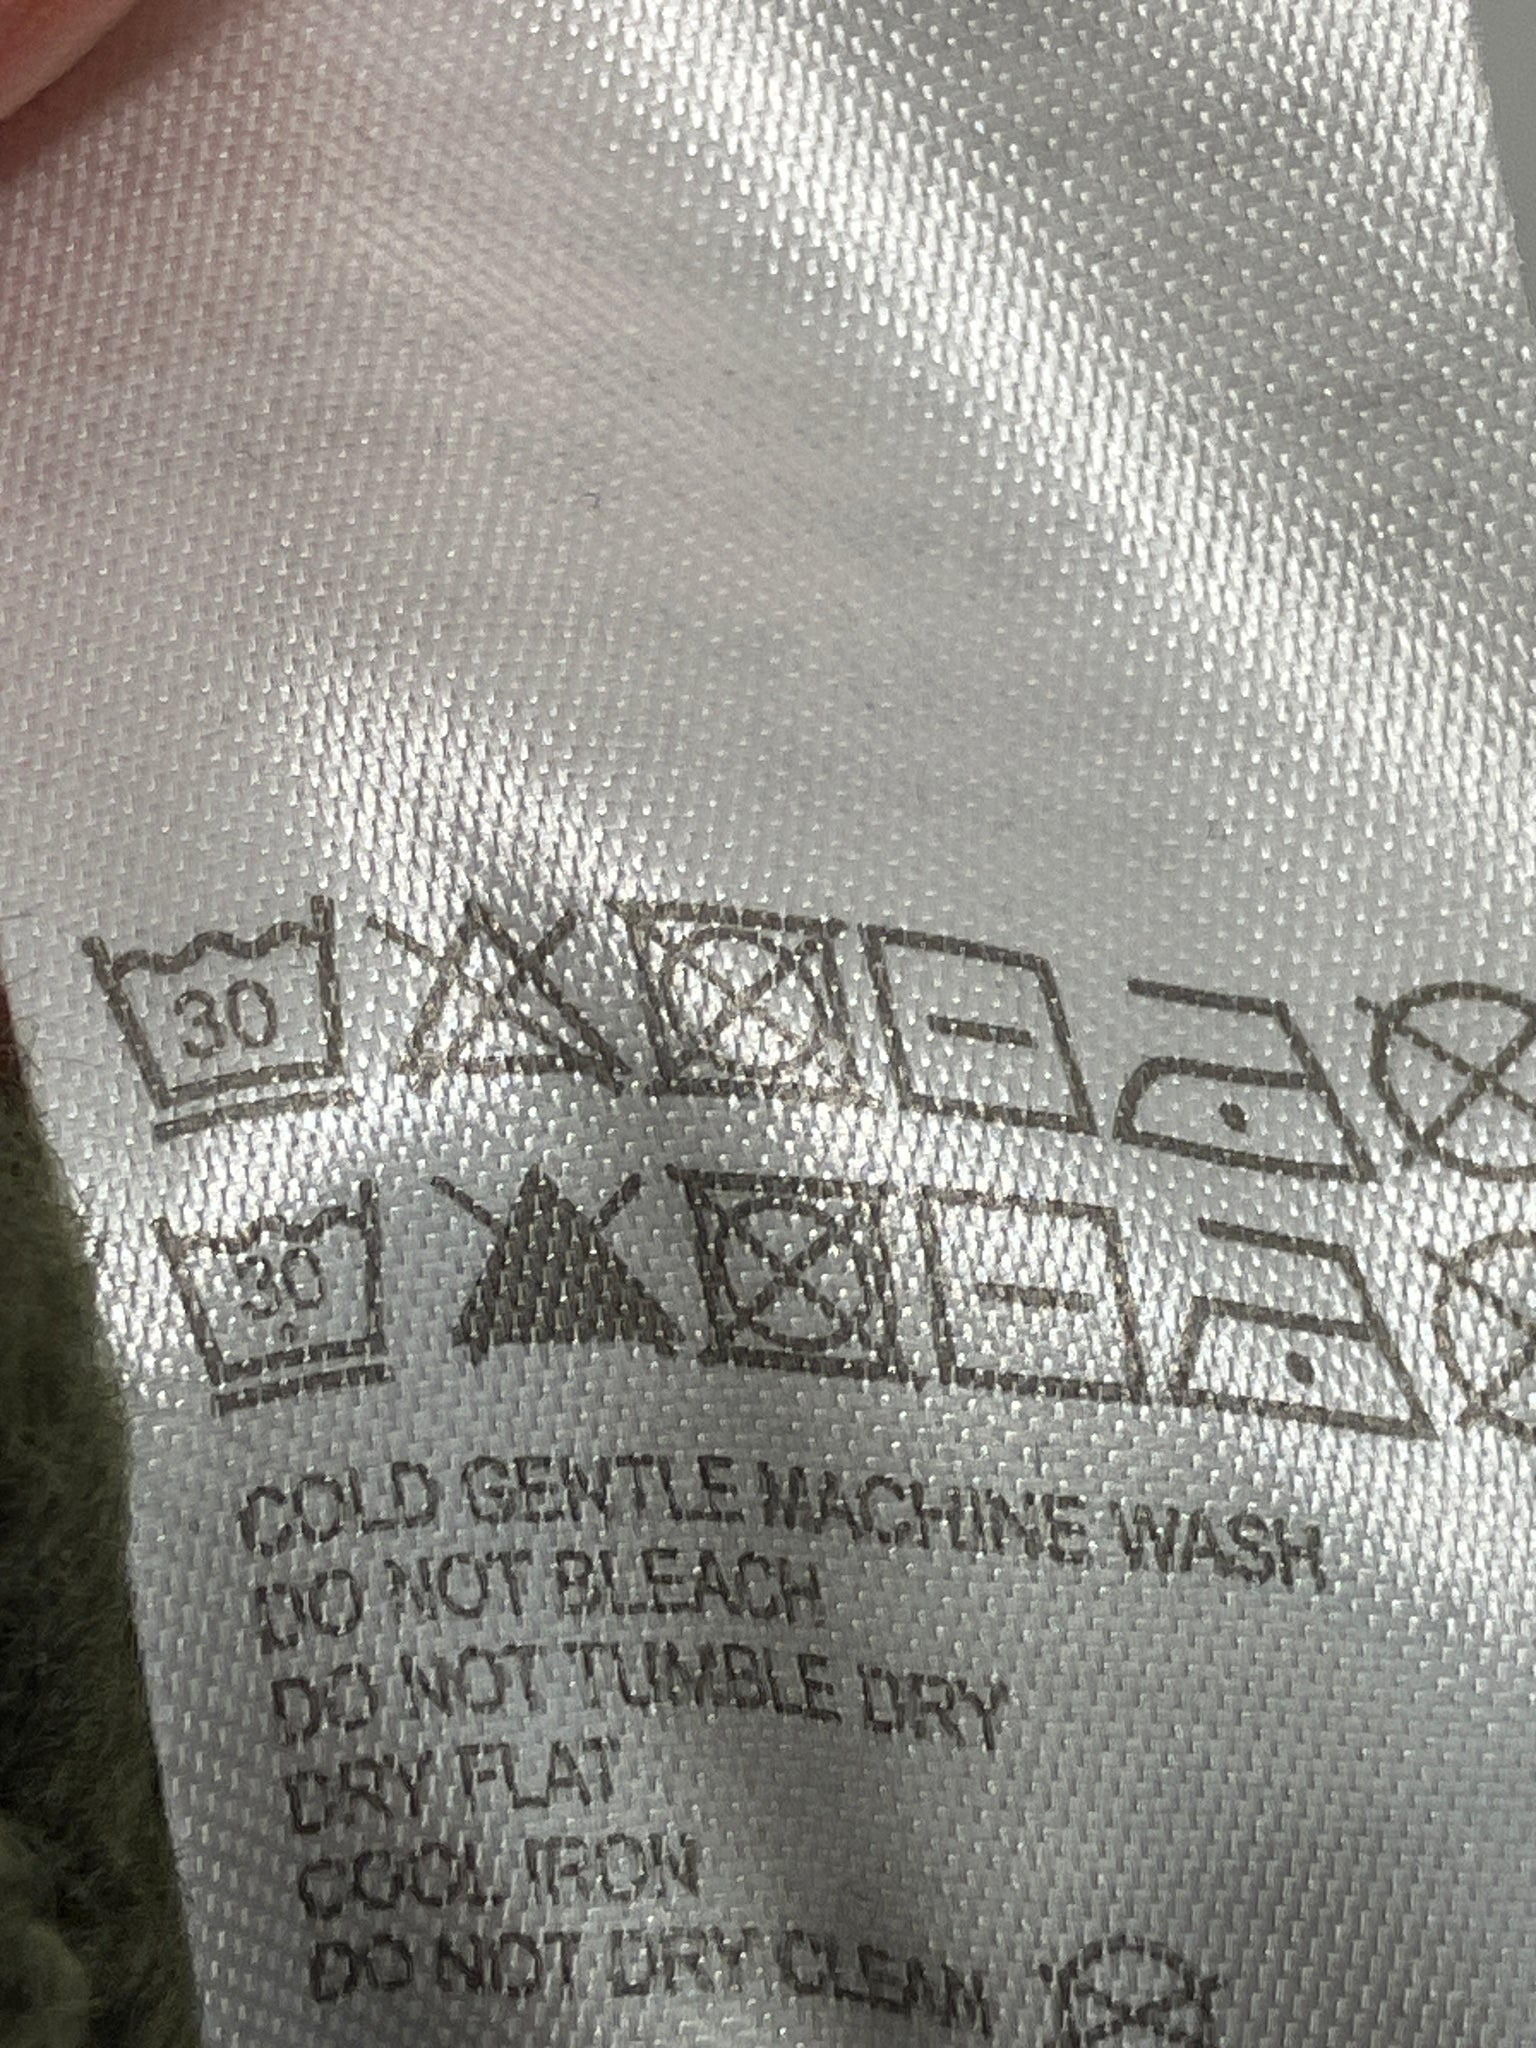 30
30
COLD GENTLE MACHINE WASH
DO NOT BLEACH
DO NOT TUMBLE DRY
DRY FLAT
COOL IRON
DO NOT DRY CLEAN